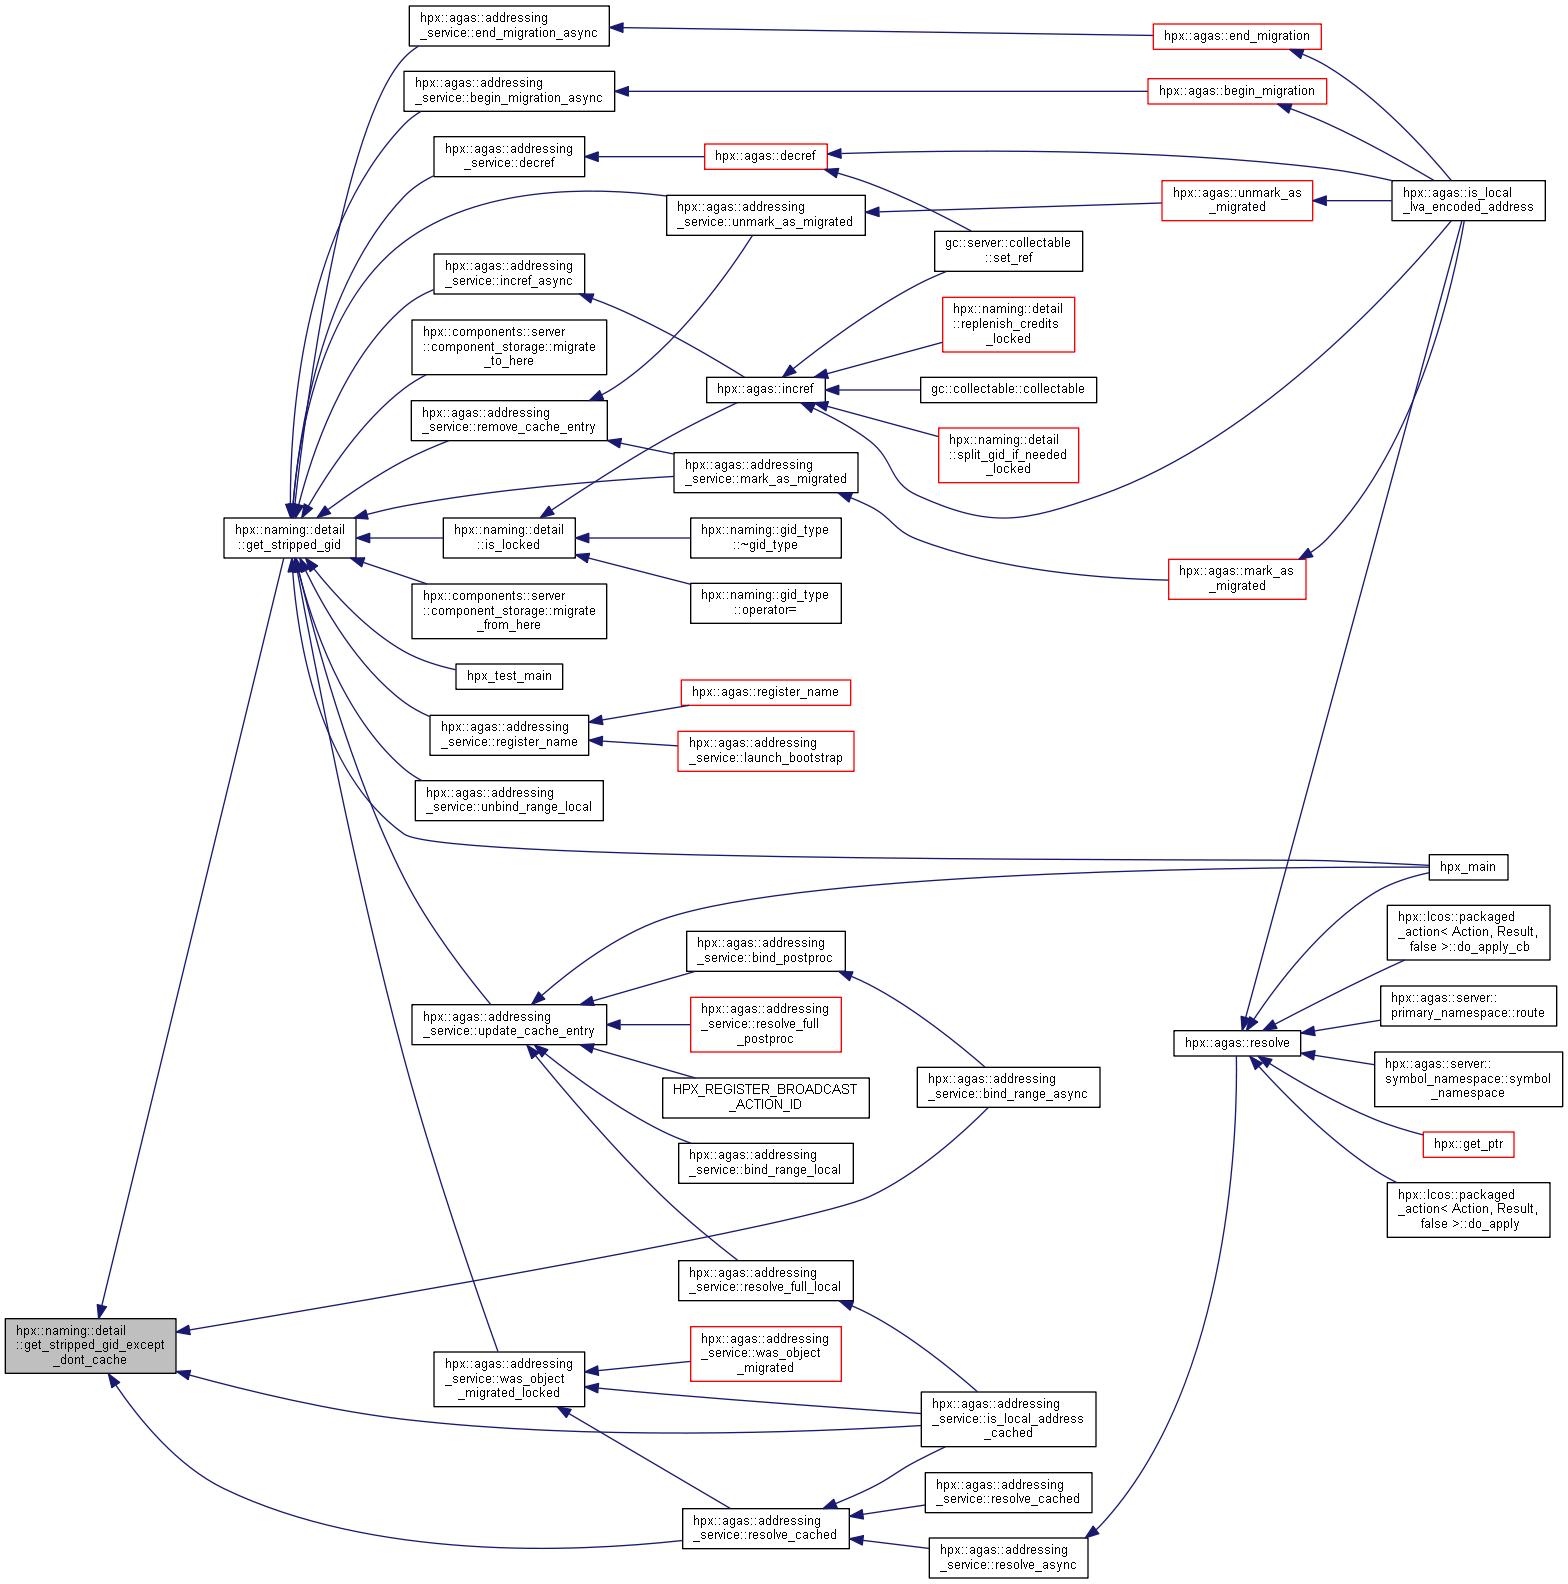 hpx::agas::addressing
_service::end_migration_async
hpx::agas::end_migration
hpx::agas::addressing
_service::begin_migration_async
hpx::agas::begin_migration
hpx::agas::addressing
_service::decref
hpx::agas::decref
hpx::agas::addressing
_service::unmark_as_migrated
hpx::agas::unmark_as
_migrated
hpx::agas::is_local
_lva_encoded_address
gc::server::collectable
::set_ref
hpx::agas::addressing
_service::incref_async
hpx::naming::detail
::replenish_credits
_locked
hpx::components::server
::component_storage::migrate
_to_here
hpx::agas::incref
gc::collectable::collectable
hpx::agas::addressing
_service::remove_cache_entry
hpx::naming::detail
::split_gid_if_needed
_locked
hpx::agas::addressing
_service::mark_as_migrated
hpx::naming::detail
::get_stripped_gid
hpx::naming::detail
::is_locked
hpx::naming::gid_type
::~gid_type
hpx::agas::mark_as
_migrated
hpx::components::server
::component_storage::migrate
_from_here
hpx::naming::gid_type
::operator=
hpx_test_main
hpx::agas::register_name
hpx::agas::addressing
_service::register_name
hpx::agas::addressing
_service::launch_bootstrap
hpx::agas::addressing
_service::unbind_range_local
hpx_main
hpx::lcos::packaged
_action< Action, Result,
false >::do_apply_cb
hpx::agas::addressing
_service::bind_postproc
hpx::agas::server::
primary_namespace::route
hpx::agas::addressing
_service::update_cache_entry
hpx::agas::addressing
_service::resolve_full
_postproc
hpx::agas::resolve
hpx::agas::server::
symbol_namespace::symbol
_namespace
HPX_REGISTER_BROADCAST
_ACTION_ID
hpx::agas::addressing
_service::bind_range_async
hpx::get_ptr
hpx::agas::addressing
_service::bind_range_local
hpx::lcos::packaged
_action< Action, Result,
false >::do_apply
hpx::agas::addressing
_service::resolve_full_local
hpx::naming::detail
::get_stripped_gid_except
_dont_cache
hpx::agas::addressing
_service::was_object
_migrated_locked
hpx::agas::addressing
_service::was_object
_migrated
hpx::agas::addressing
_service::is_local_address
_cached
hpx::agas::addressing
_service::resolve_cached
hpx::agas::addressing
_service::resolve_cached
hpx::agas::addressing
_service::resolve_async